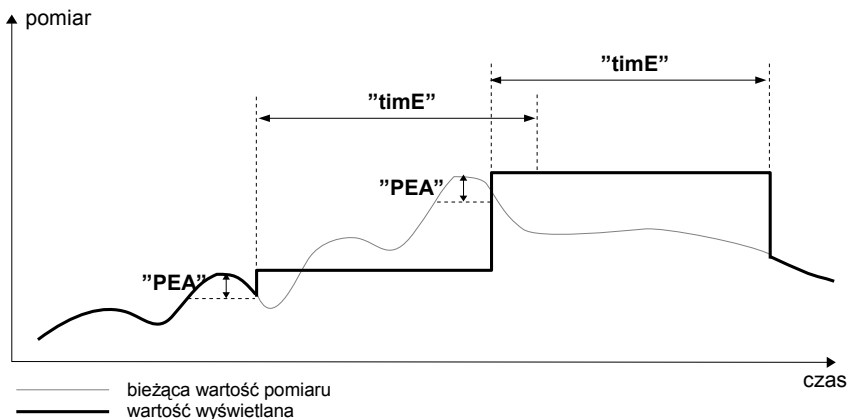 pomiar
”timE”
”timE”
”PEA”
”PEA”
czas
bieżąca wartość pomiaru
wartość wyświetlana